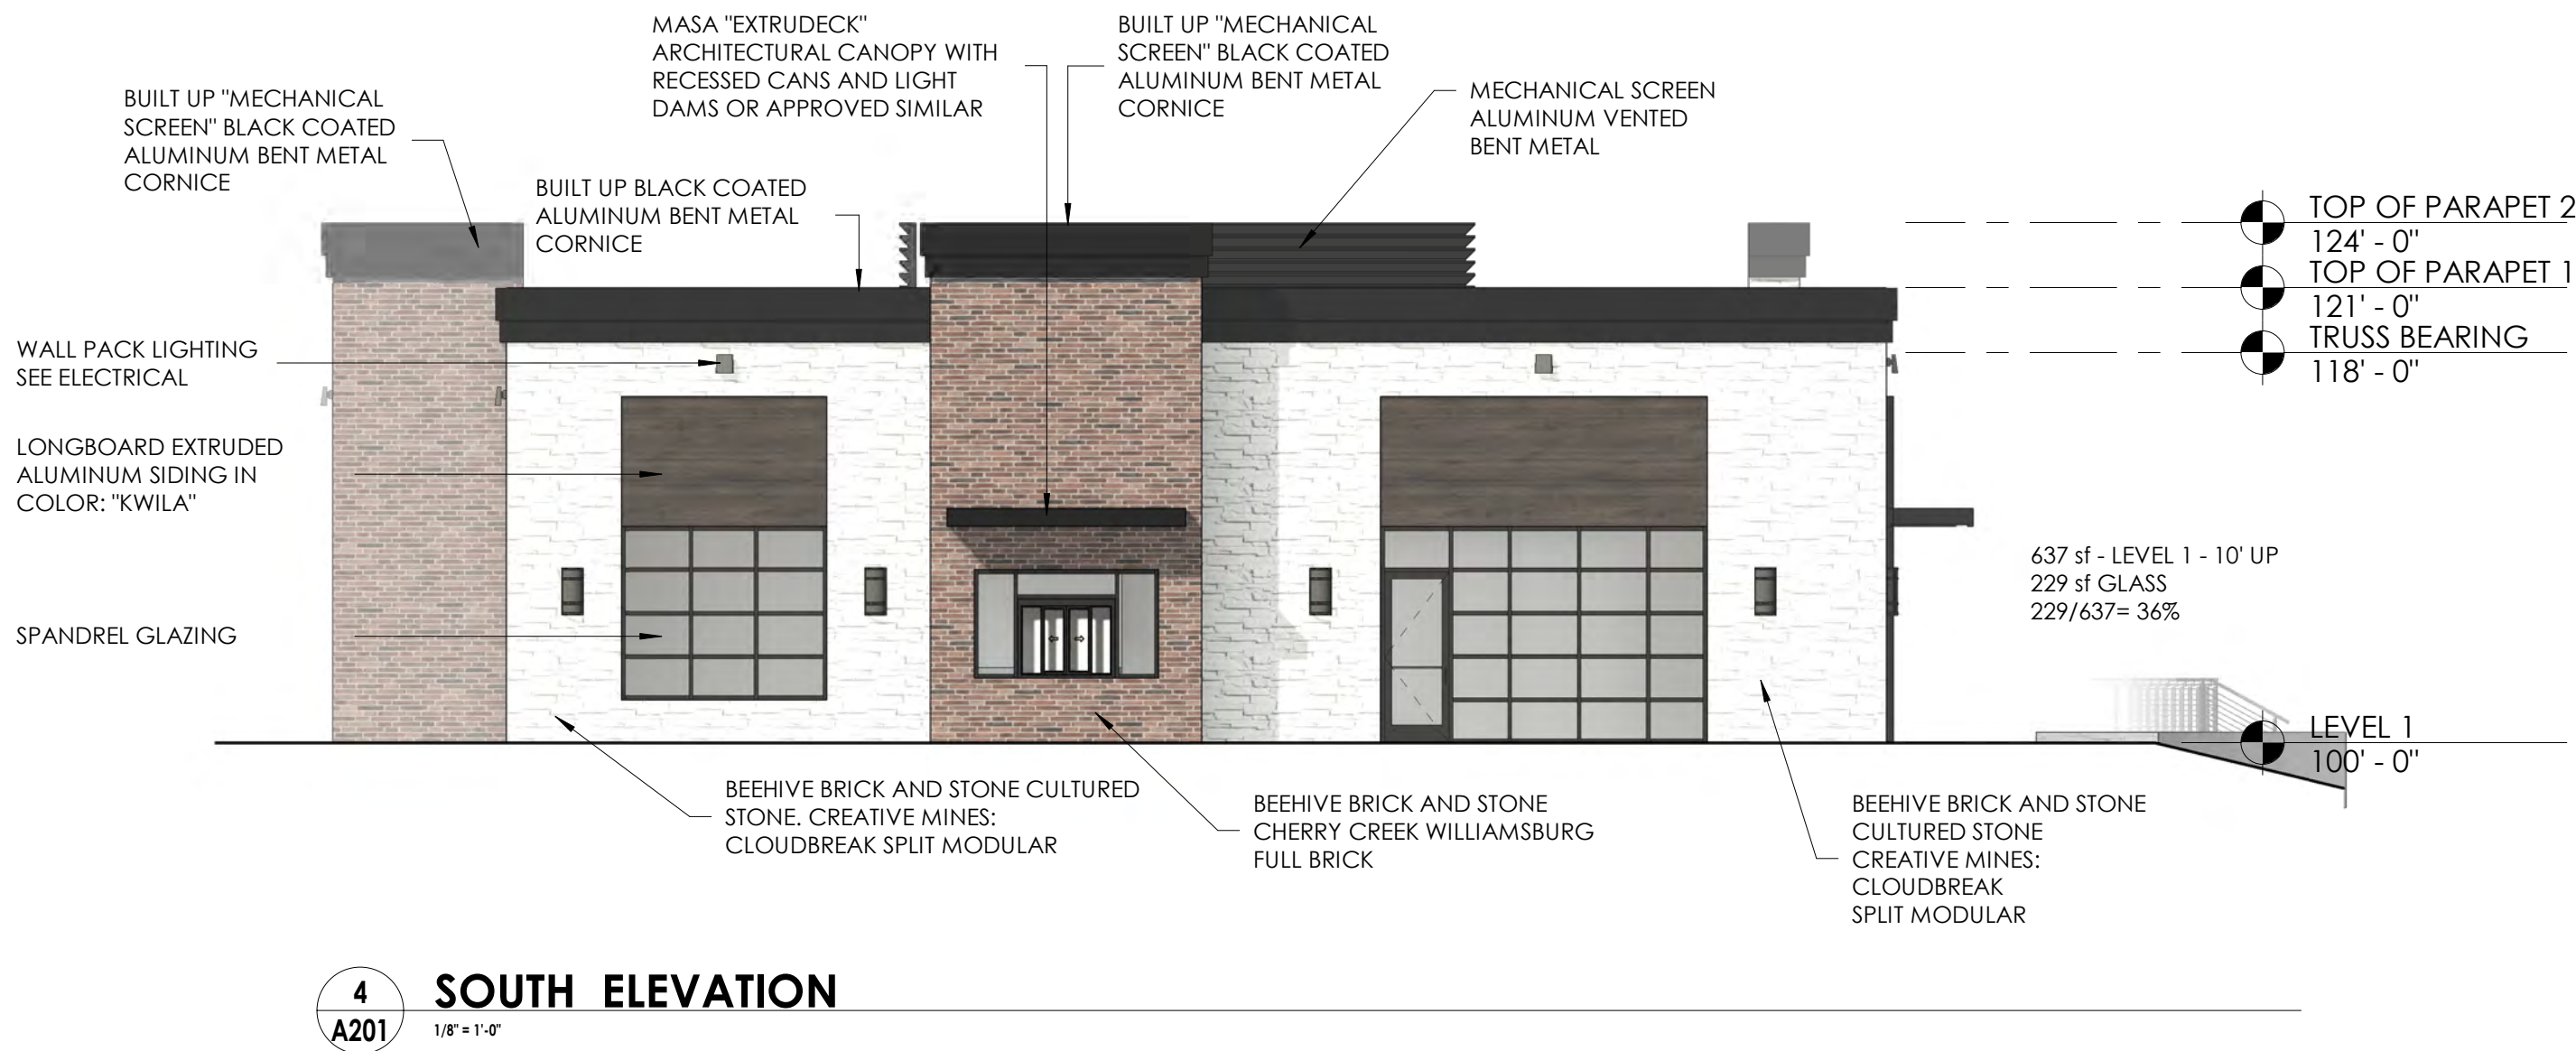 MASA "EXTRUDECK"
ARCHITECTURAL CANOPY WITH
RECESSED CANS AND LIGHT
DAMS OR APPROVED SIMILAR
BUILT UP "MECHANICAL
SCREEN" BLACK COATED
ALUMINUM BENT METAL
CORNICE
BUILT UP "MECHANICAL
SCREEN" BLACK COATED
ALUMINUM BENT METAL
CORNICE
MECHANICAL SCREEN
ALUMINUM VENTED
BENT METAL
BUILT UP BLACK COATED
ALUMINUM BENT METAL
CORNICE
TOP OF PARAPET 2
124' - 0"
TOP OF PARAPET 1
121' - 0"
TRUSS BEARING
118' - 0"
WALL PACK LIGHTING
SEE ELECTRICAL
LONGBOARD EXTRUDED
ALUMINUM SIDING IN
COLOR: "KWILA"
SPANDREL GLAZING
637 sf - LEVEL 1 - 10' UP
229 sf GLASS
229/637= 36%
LEVEL 1
100' - 0"
BEEHIVE BRICK AND STONE CULTURED
STONE. CREATIVE MINES:
CLOUDBREAK SPLIT MODULAR
BEEHIVE BRICK AND STONE
CHERRY CREEK WILLIAMSBURG
FULL BRICK
BEEHIVE BRICK AND STONE
CULTURED STONE
CREATIVE MINES:
CLOUDBREAK
SPLIT MODULAR
4
A201
SOUTH ELEVATION
1/8" = 1'-0"